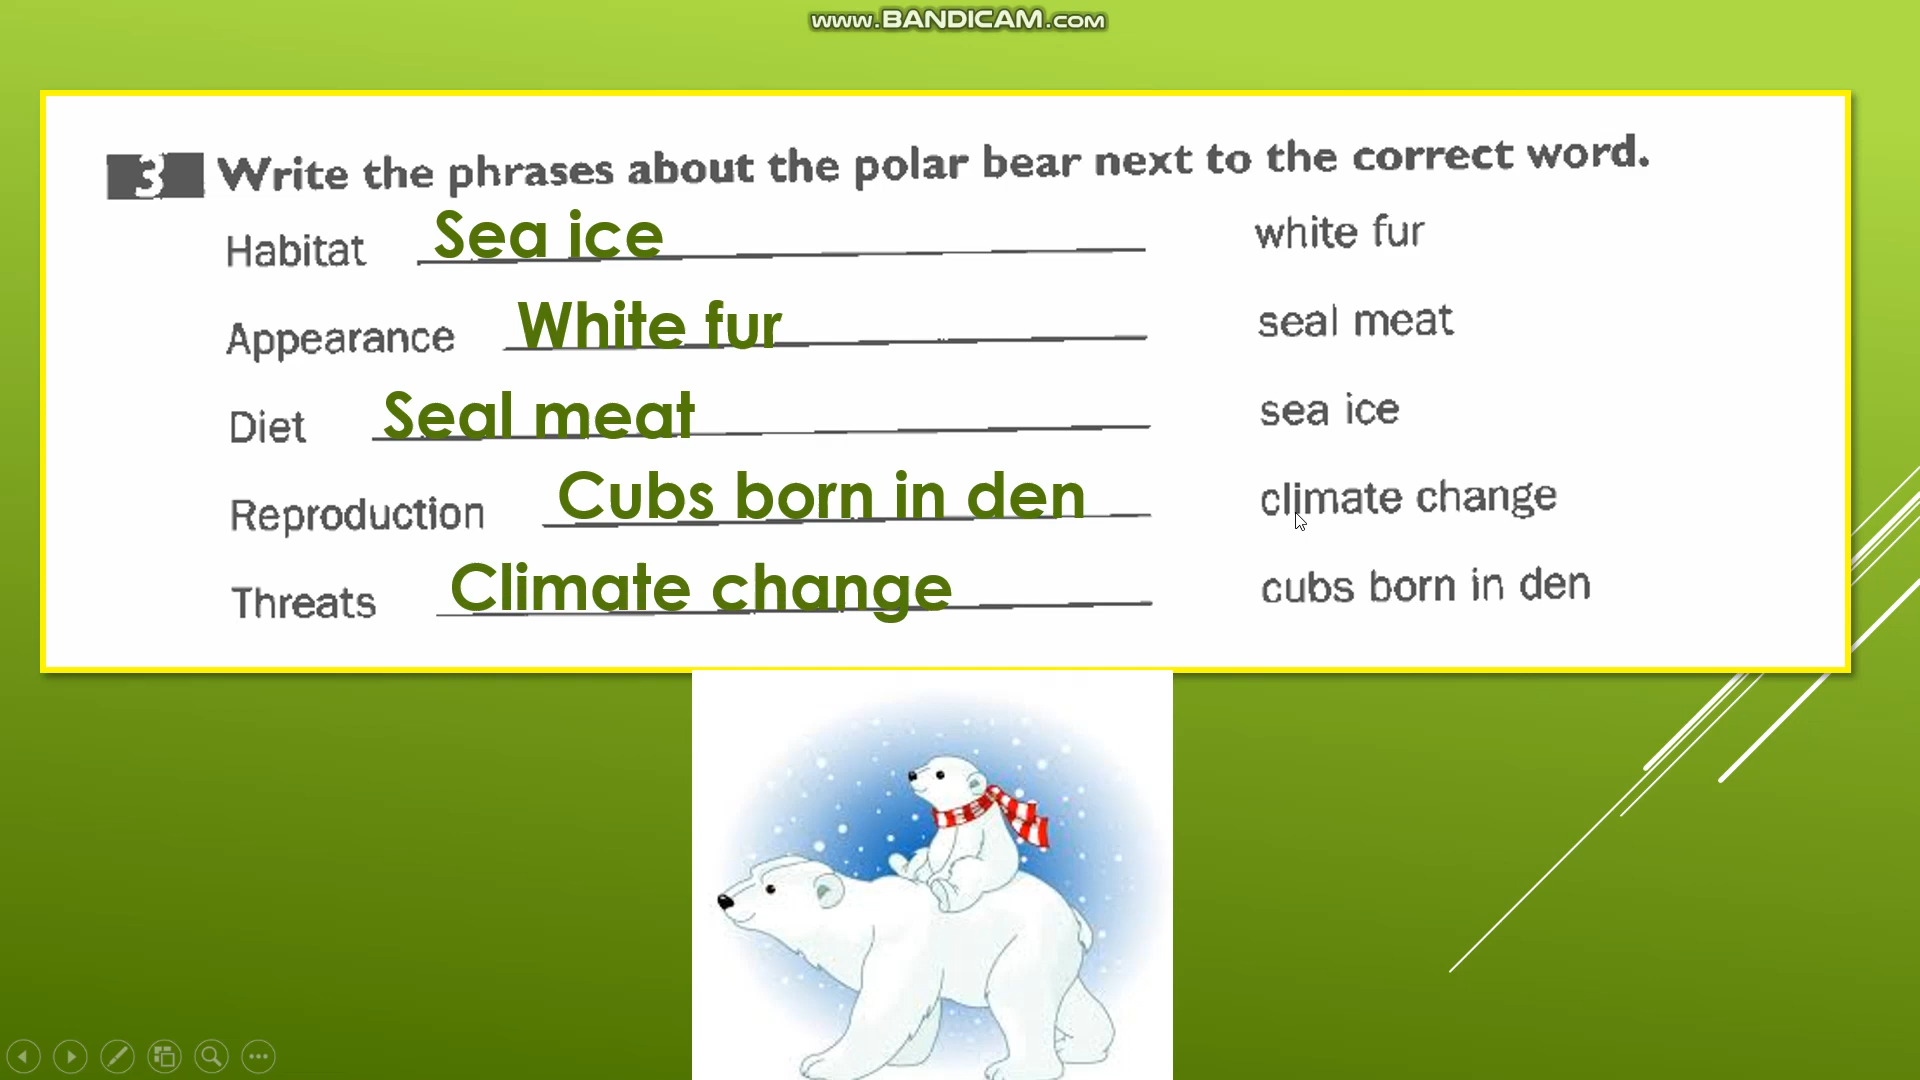 www.BANDICAM.com
3 Write the phrases about the polar bear next to the correct word.
Habitat Sea ice white fur
Appearance White fur seal meat
Diet Seal meat sea ice
Reproduction Cubs born in den climate change
Threats Climate change cubs born in den